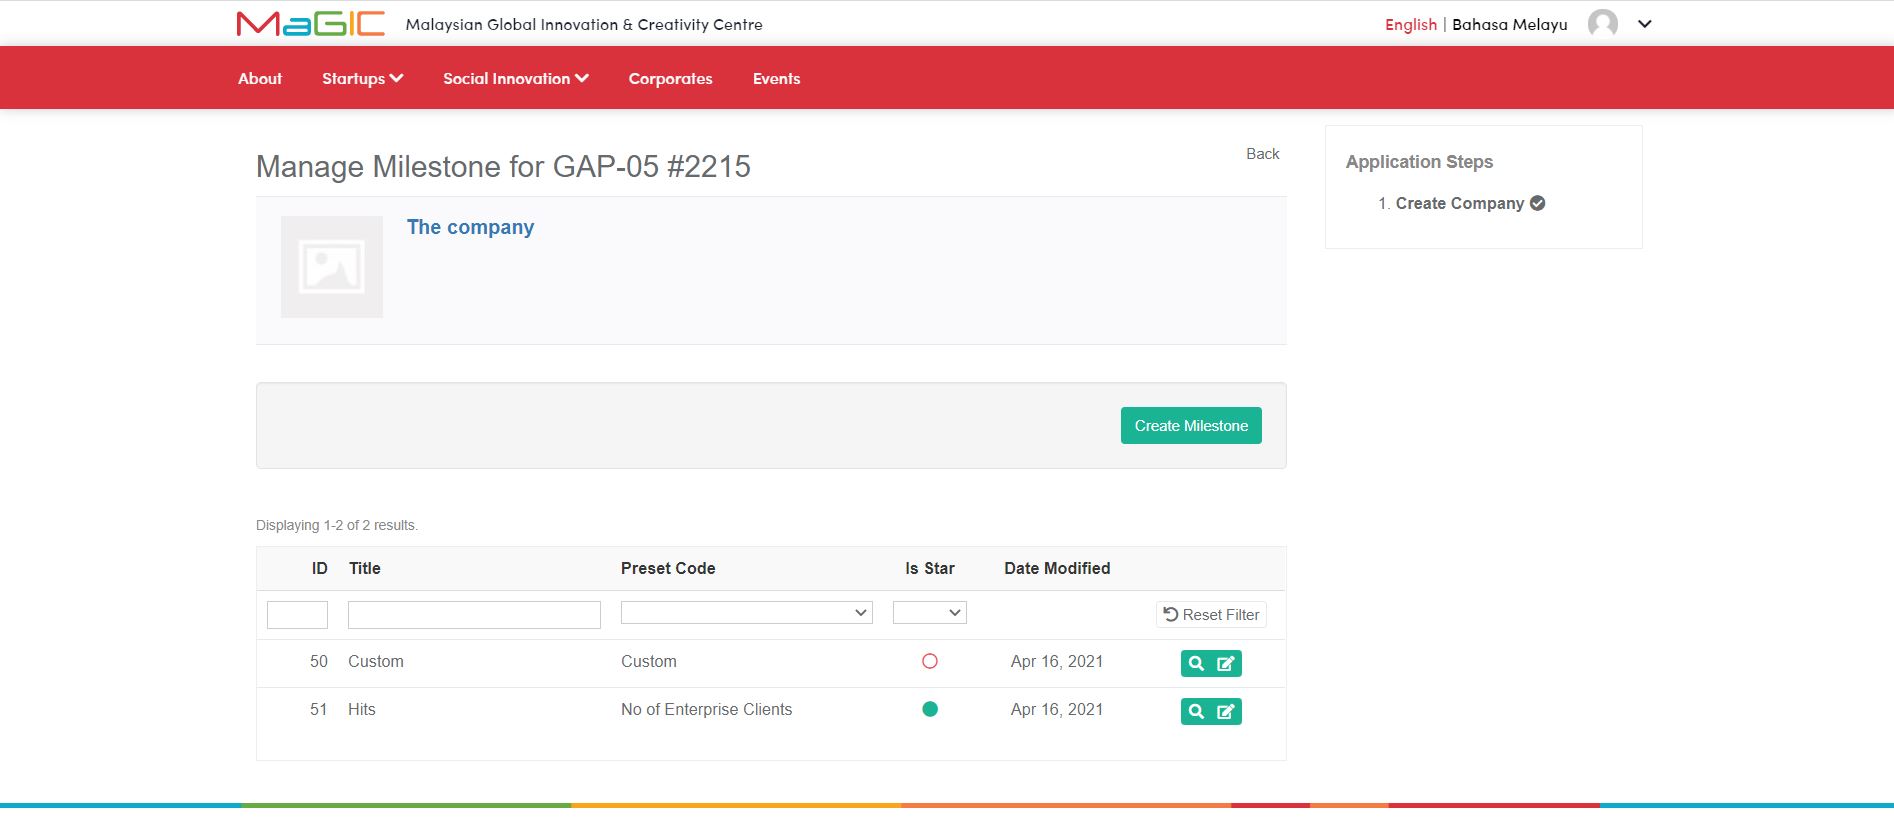 MaGIC Malaysian Global Innovation & Creativity Centre English | Bahasa Melayu
About Startups Social Innovation Corporates Events
Manage Milestone for GAP-05 #2215 Back
The company
Application Steps
1. Create Company
Create Milestone
Displaying 1-2 of 2 results.
ID Title Preset Code Is Star Date Modified
Reset Filter
50 Custom Custom Apr 16, 2021
51 Hits No of Enterprise Clients Apr 16, 2021